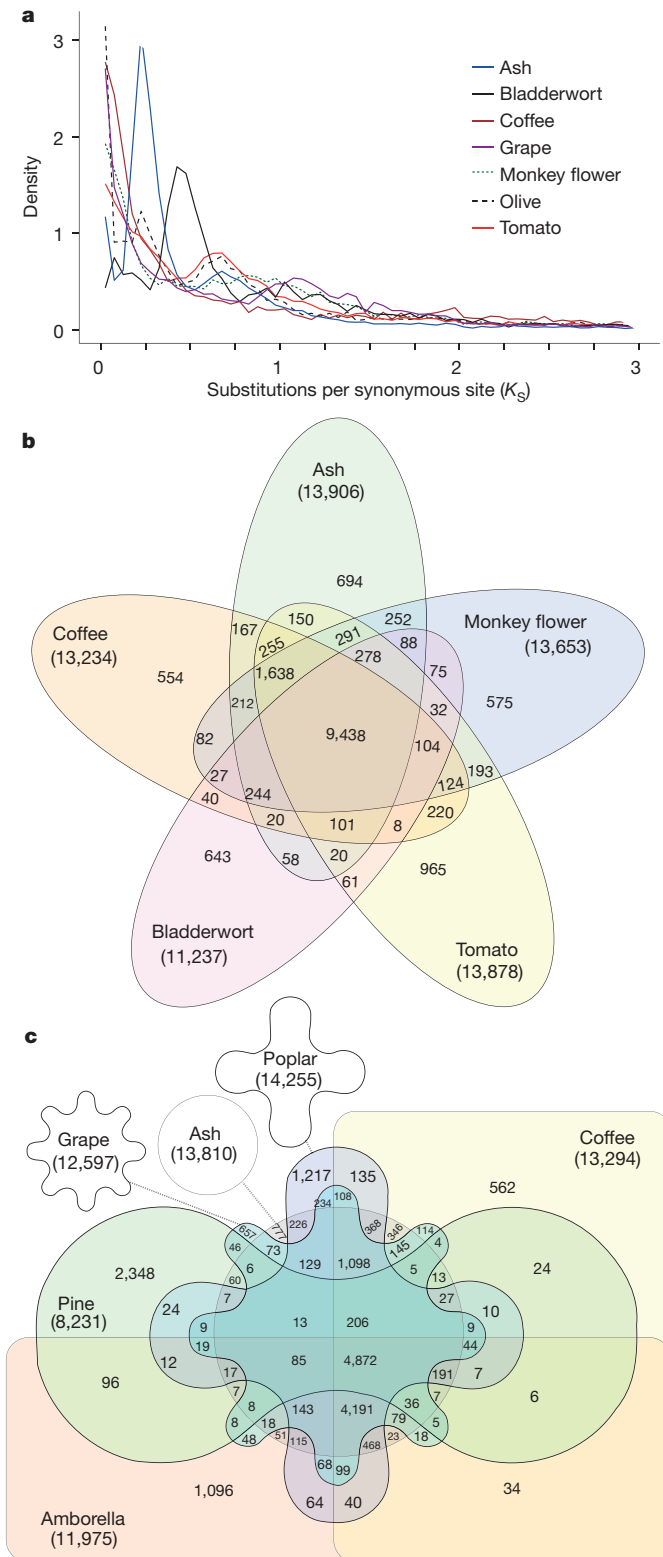 a
3
2
1
0
Density
Ash
Bladderwort
Coffee
Grape
Monkey flower
Olive
Tomato
0 1 2 3
Substitutions per synonymous site (KS)
b
Ash
(13,906)
694
Coffee
(13,234)
Monkey flower
(13,653)
167 150 252
255 291 88
278
1,638 75
554
212 32 575
82 9,438 104
27 193
124
40 244 220
20 101 8
643 58 20 965
61
Bladderwort
(11,237)
Tomato
(13,878)
c
Poplar
(14,255)
Grape
(12,597)
Ash
(13,810)
Coffee
(13,294)
1,217 135
562
234 108
657 777 226 368 346 114
46 73 145 4
6 129 1,098 5
2,348 60 13 24
7 27
Pine
(8,231)
24 10
9 13 206 9
19 44
12 85 4,872 7
17 191
96 7 7 6
8 143 4,191 36
8 18 79 5
48 51 115 468 23 18
68 99
1,096 34
64 40
Amborella
(11,975)